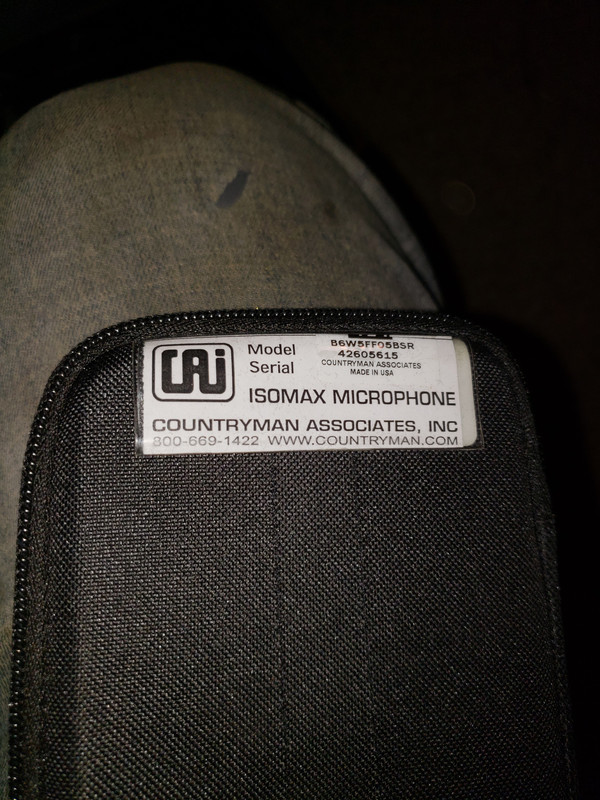 CAi
Model B6W5FF05BSR
Serial 42605615
COUNTRYMAN ASSOCIATES
MADE IN USA
ISOMAX MICROPHONE
COUNTRYMAN ASSOCIATES, INC
800-669-1422 WWW.COUNTRYMAN.COM